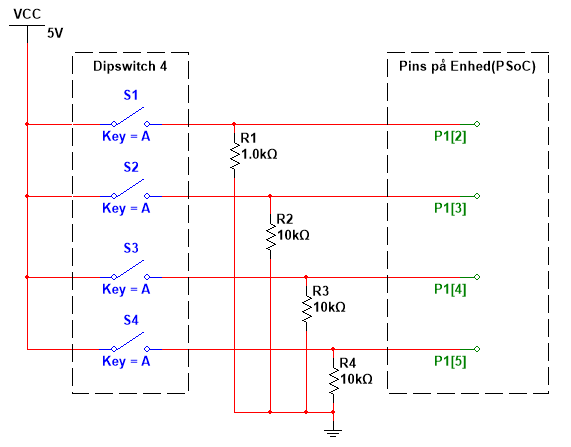 VCC
5V
Dipswitch 4
Pins på Enhed(PSoC)
S1
Key = A
R1
1.0kΩ
P1[2]
S2
Key = A
R2
10kΩ
P1[3]
S3
Key = A
R3
10kΩ
P1[4]
S4
Key = A
R4
10kΩ
P1[5]